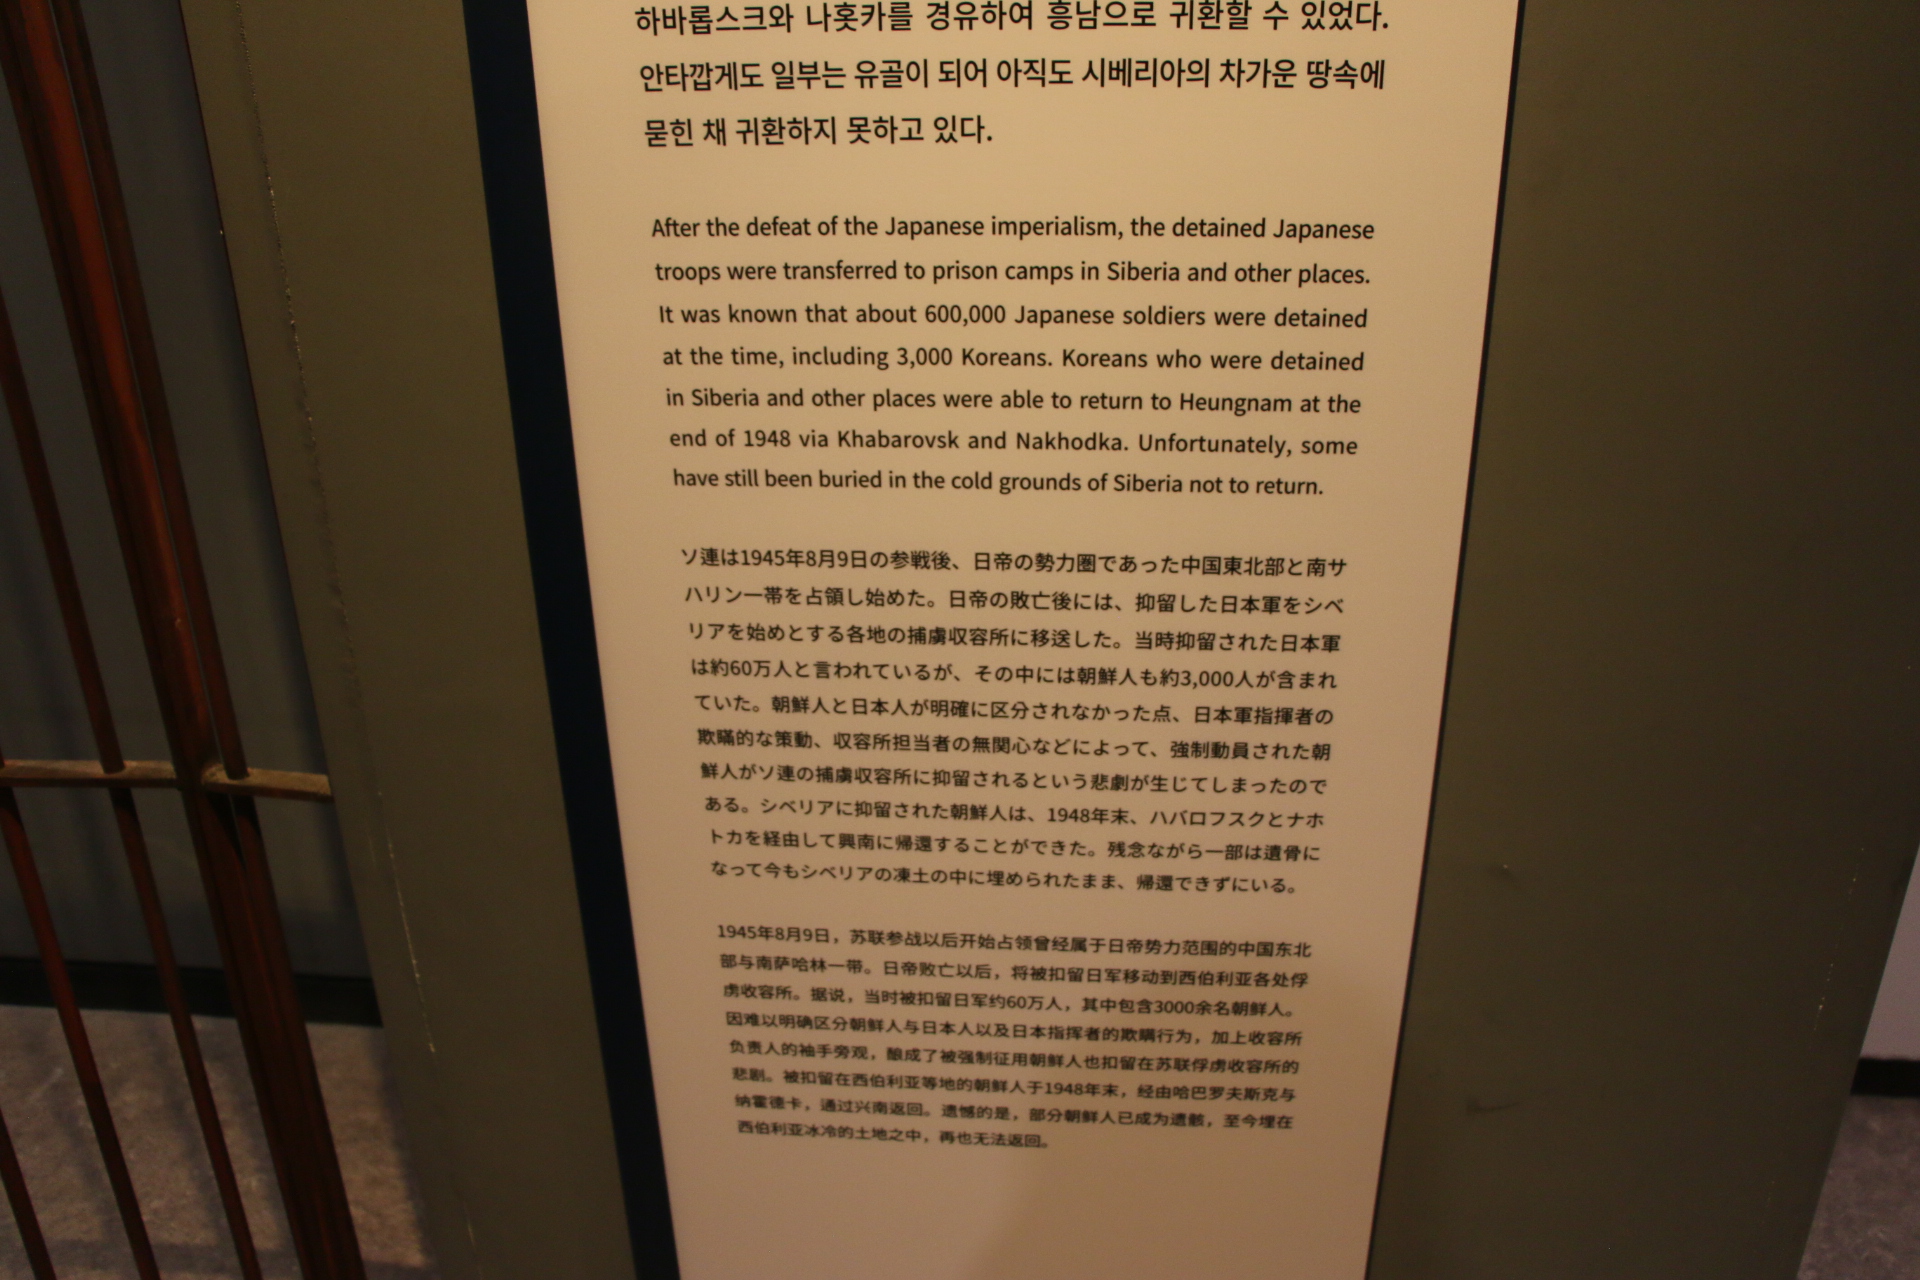 하바롭스크와 나홋카를 경유하여 흥남으로 귀환할 수 있었다.
안타깝게도 일부는 유골이 되어 아직도 시베리아의 차가운 땅속에
묻힌 채 귀환하지 못하고 있다.
After the defeat of the Japanese imperialism, the detained Japanese
troops were transferred to prison camps in Siberia and other places.
It was known that about 600,000 Japanese soldiers were detained
at the time, including 3,000 Koreans. Koreans who were detained
in Siberia and other places were able to return to Heungnam at the
end of 1948 via Khabarovsk and Nakhodka. Unfortunately, some
have still been buried in the cold grounds of Siberia not to return.
ソ連は1945年8月9日の参戦後、日帝の勢力圏であった中国東北部と南サ
ハリン一帯を占領し始めた。日帝の敗亡後には、抑留した日本軍をシベ
リアを始めとする各地の捕虜収容所に移送した。当時抑留された日本軍
は約60万人と言われているが、その中には朝鮮人も約3,000人が含まれ
ていた。朝鮮人と日本人が明確に区分されなかった点、日本軍指揮者の
欺瞞的な策動、収容所担当者の無関心などによって、強制動員された朝
鮮人がソ連の捕虜収容所に抑留されるという悲劇が生じてしまったので
ある。シベリアに抑留された朝鮮人は、1948年末、ハバロフスクとナホ
トカを経由して興南に帰還することができた。残念ながら一部は遺骨に
なって今もシベリアの凍土の中に埋められたまま、帰還できずにいる。
1945年8月9日，苏联参战以后开始占领曾经属于日帝势力范围的中国东北
部与南萨哈林一带。日帝败亡以后，将被扣留日军移动到西伯利亚各处俘
虏收容所。据说，当时被扣留日军约60万人，其中包含3000余名朝鲜人。
因难以明确区分朝鲜人与日本人以及日本指挥者的欺瞒行为，加上收容所
负责人的袖手旁观，酿成了被强制征用朝鲜人也扣留在苏联俘虏收容所的
悲剧。被扣留在西伯利亚等地的朝鲜人于1948年末，经由哈巴罗夫斯克与
纳霍德卡，通过兴南返回。遗憾的是，部分朝鲜人已成为遗骸，至今埋在
西伯利亚冰冷的土地之中，再也无法返回。